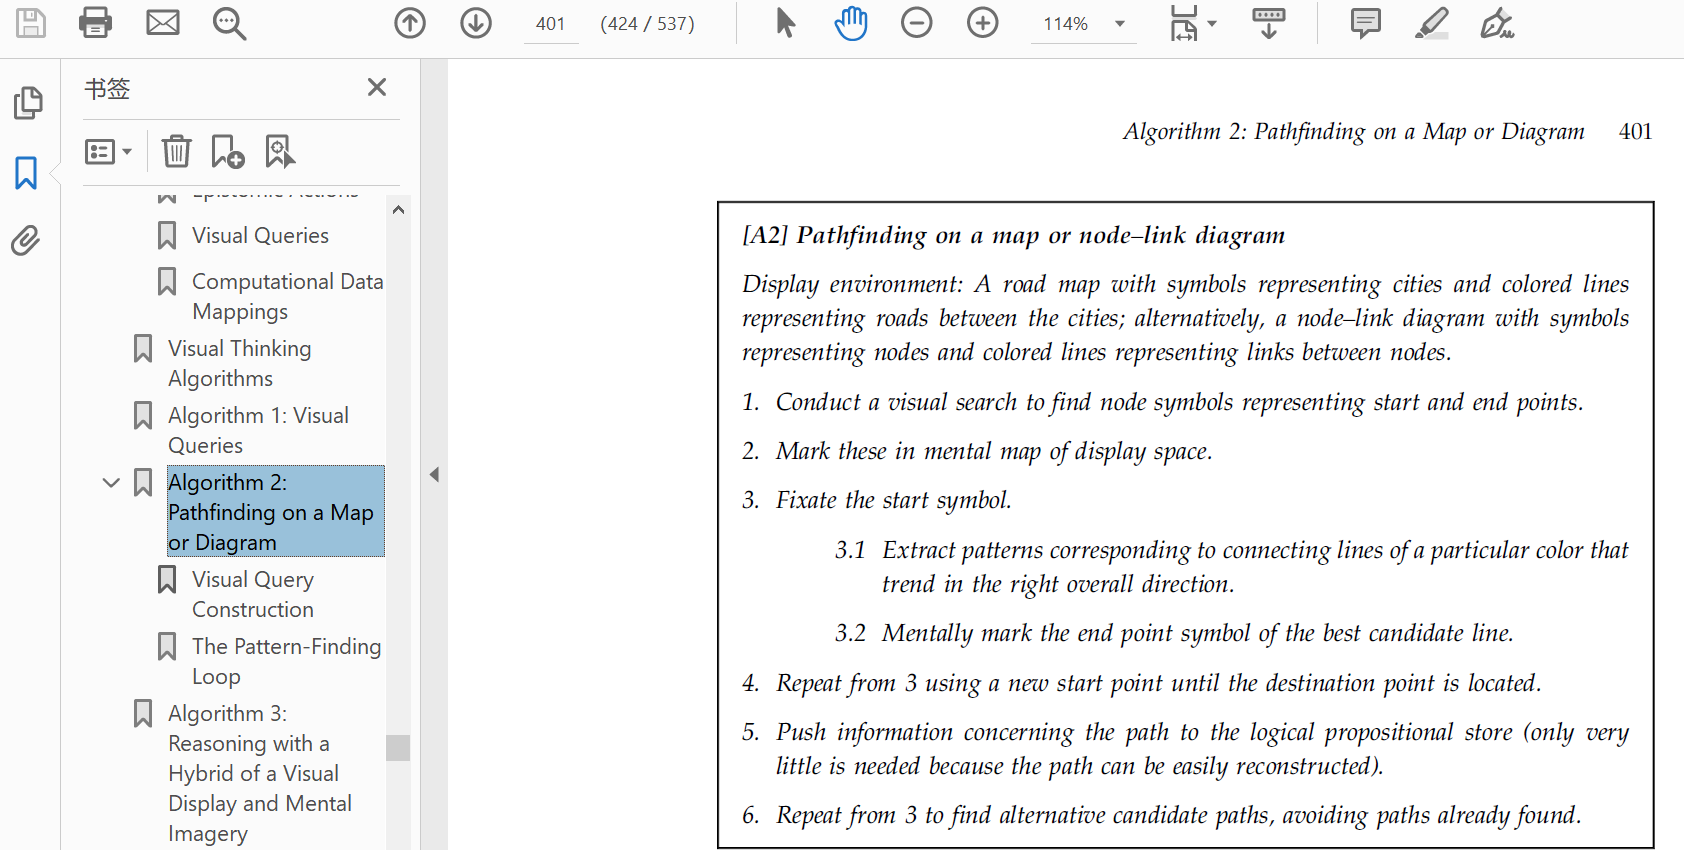 401
(424 / 537)
114%
书签
Epistemic Actions
Visual Queries
Computational Data
Mappings
Visual Thinking
Algorithms
Algorithm 1: Visual
Queries
Algorithm 2:
Pathfinding on a Map
or Diagram
Visual Query
Construction
The Pattern-Finding
Loop
Algorithm 3:
Reasoning with a
Hybrid of a Visual
Display and Mental
Imagery
Algorithm 2: Pathfinding on a Map or Diagram 401
[A2] Pathfinding on a map or node–link diagram
Display environment: A road map with symbols representing cities and colored lines
representing roads between the cities; alternatively, a node–link diagram with symbols
representing nodes and colored lines representing links between nodes.
1. Conduct a visual search to find node symbols representing start and end points.
2. Mark these in mental map of display space.
3. Fixate the start symbol.
3.1 Extract patterns corresponding to connecting lines of a particular color that
trend in the right overall direction.
3.2 Mentally mark the end point symbol of the best candidate line.
4. Repeat from 3 using a new start point until the destination point is located.
5. Push information concerning the path to the logical propositional store (only very
little is needed because the path can be easily reconstructed).
6. Repeat from 3 to find alternative candidate paths, avoiding paths already found.